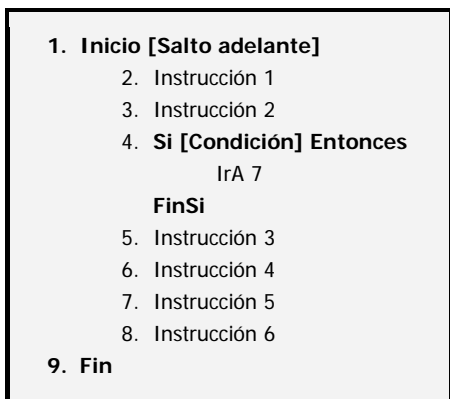 1. Inicio [Salto adelante]
2. Instrucción 1
3. Instrucción 2
4. Si [Condición] Entonces
IrA 7
FinSi
5. Instrucción 3
6. Instrucción 4
7. Instrucción 5
8. Instrucción 6
9. Fin